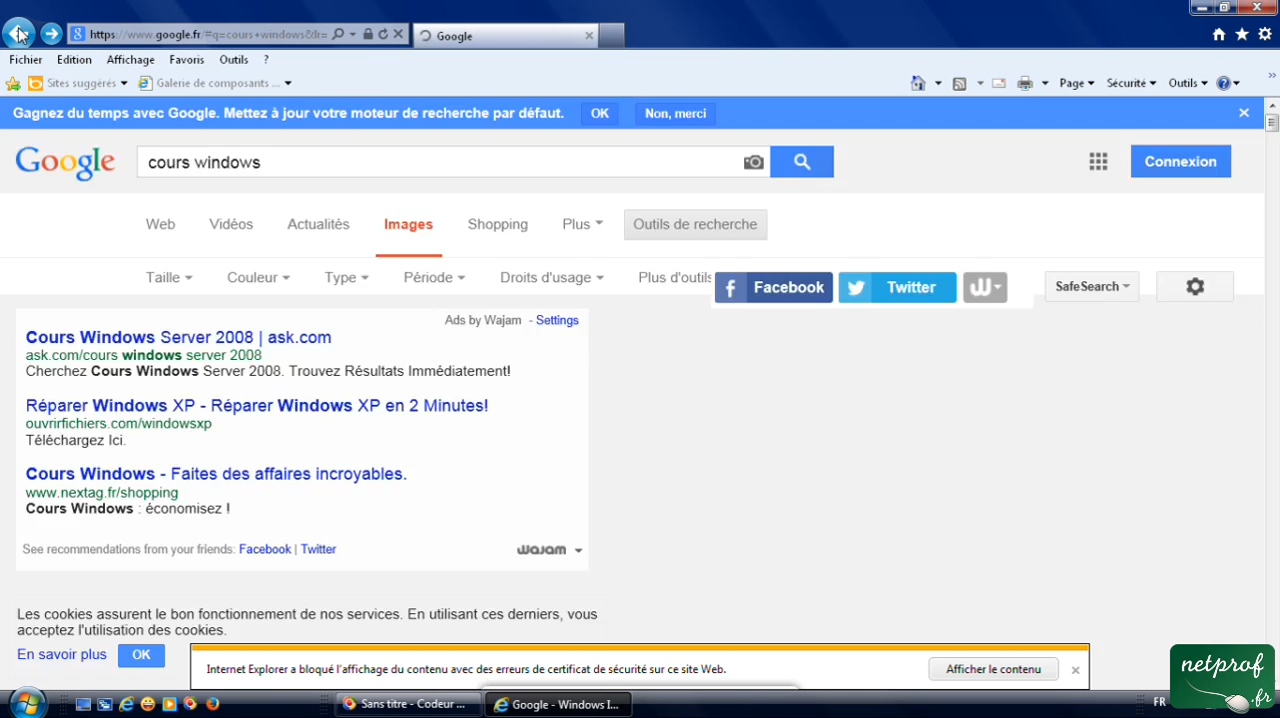 https://www.google.fr/#q=cours+windows&lr=
Google
Fichier Edition Affichage Favoris Outils ?
Sites suggérés Galerie de composants ...
Page Sécurité Outils
Gagnez du temps avec Google. Mettez à jour votre moteur de recherche par défaut. OK Non, merci
Google cours windows Connexion
Web Vidéos Actualités Images Shopping Plus Outils de recherche
Taille Couleur Type Période Droits d'usage Plus d'outils
Facebook Twitter W SafeSearch
Ads by Wajam - Settings
Cours Windows Server 2008 | ask.com
ask.com/cours windows server 2008
Cherchez Cours Windows Server 2008. Trouvez Résultats Immédiatement!
Réparer Windows XP - Réparer Windows XP en 2 Minutes!
ouvrirfichiers.com/windowsxp
Téléchargez Ici.
Cours Windows - Faites des affaires incroyables.
www.nextag.fr/shopping
Cours Windows : économisez !
See recommendations from your friends: Facebook | Twitter wajam
Les cookies assurent le bon fonctionnement de nos services. En utilisant ces derniers, vous
acceptez l'utilisation des cookies.
En savoir plus OK
Internet Explorer a bloqué l'affichage du contenu avec des erreurs de certificat de sécurité sur ce site Web. Afficher le contenu
netprof
.fr
Sans titre - Codeur ... Google - Windows I... FR